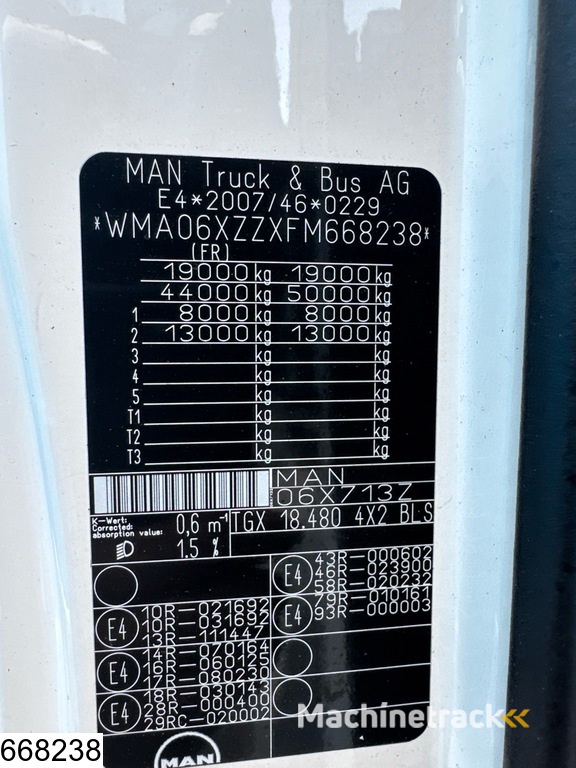 MAN Truck & Bus AG
E4*2007/46*0229
*WMA06XZZXFM668238*
(FR)
19000 kg 19000 kg
44000 kg 50000 kg
1 8000 kg 8000 kg
2 13000 kg 13000 kg
3 kg kg
4 kg kg
5 kg kg
T1 kg kg
T2 kg kg
T3 kg kg
MAN
06X713Z
K-Wert:
Corrected absorption value: 0,6 m-1
1.5 %
TGX 18.480 4X2 BLS
E4 10R-021692
10R-031692
13R-111447
E4 14R-070164
16R-060125
17R-080230
E4 18R-030143
28R-000400
29RC-020002
E4 43R-000602
46R-023900
58R-020232
E4 93R-000003
MAN
Machinetrack
668238